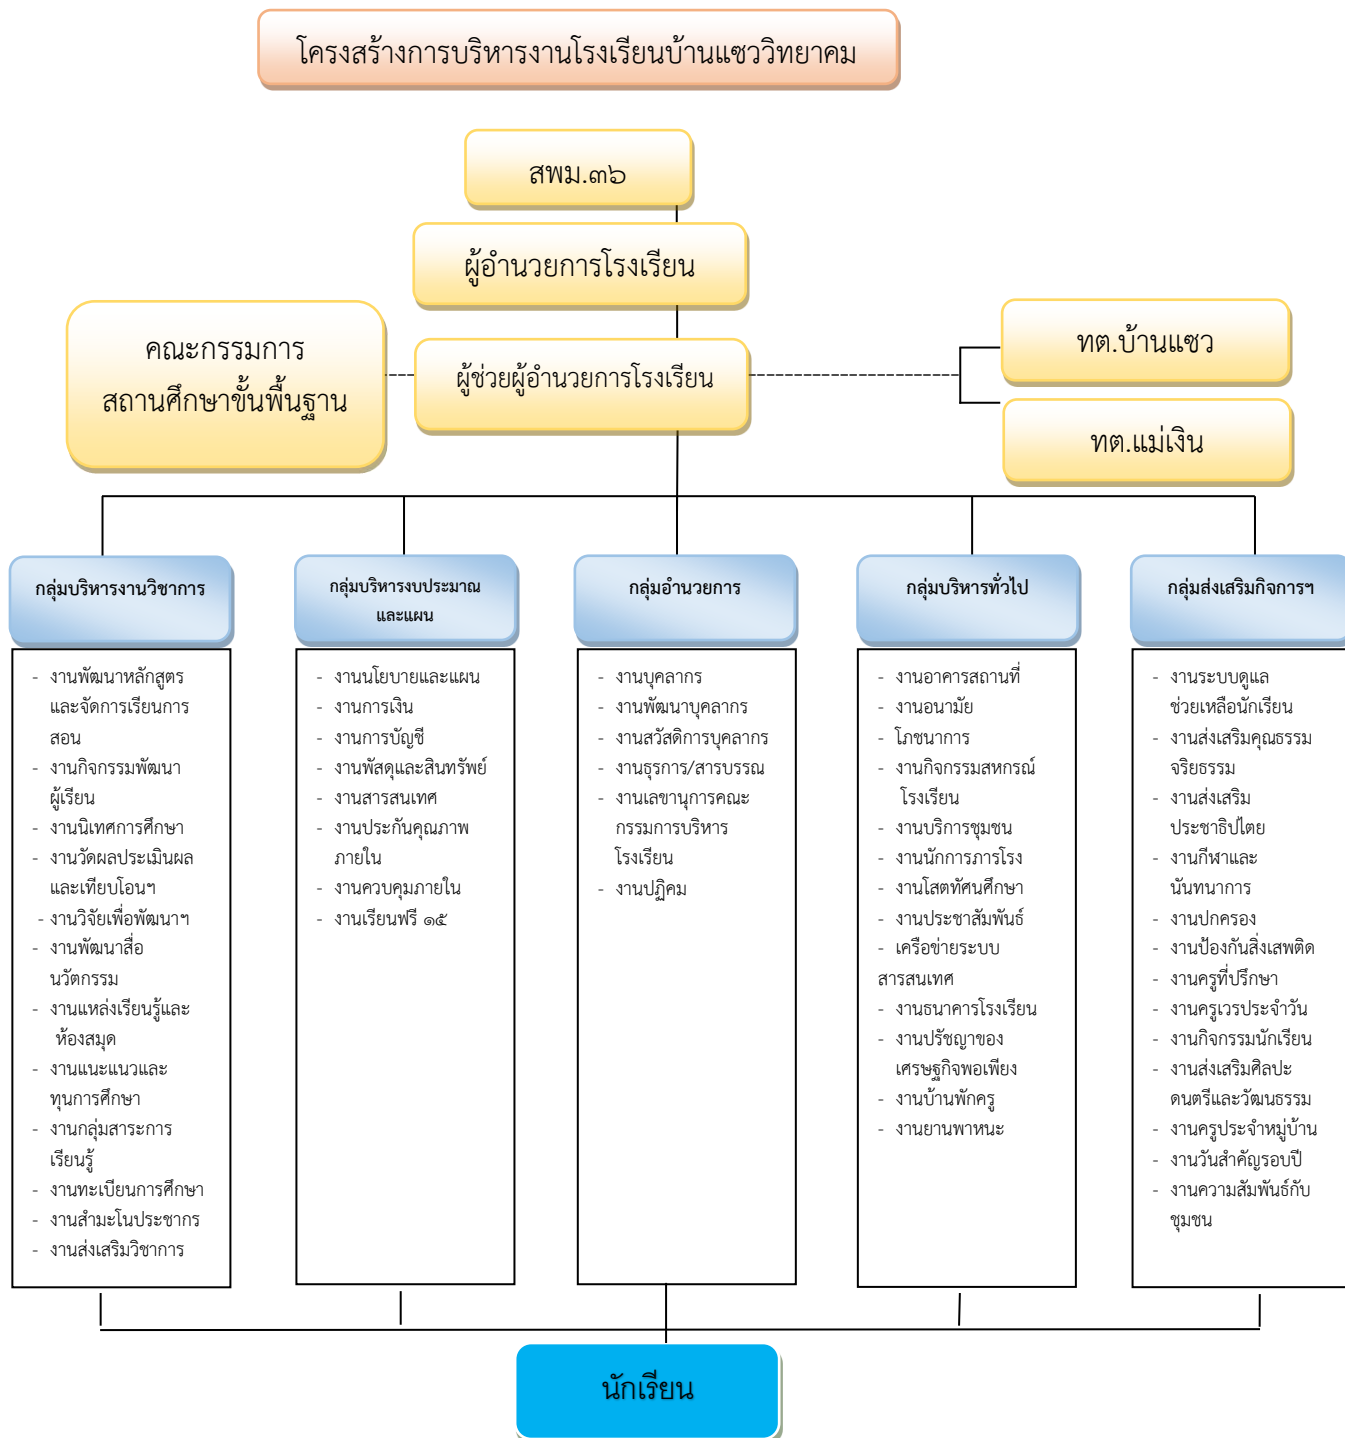 โครงสร้างการบริหารงานโรงเรียนบ้านแซววิทยาคม
สพม.๓๖
ผู้อำนวยการโรงเรียน
คณะกรรมการ
สถานศึกษาขั้นพื้นฐาน
ผู้ช่วยผู้อำนวยการโรงเรียน
ทต.บ้านแซว
ทต.แม่เงิน
กลุ่มบริหารงานวิชาการ
- งานพัฒนาหลักสูตร
และจัดการเรียนการ
สอน
- งานกิจกรรมพัฒนา
ผู้เรียน
- งานนิเทศการศึกษา
- งานวัดผลประเมินผล
และเทียบโอนฯ
- งานวิจัยเพื่อพัฒนาฯ
- งานพัฒนาสื่อ
นวัตกรรม
- งานแหล่งเรียนรู้และ
ห้องสมุด
- งานแนะแนวและ
ทุนการศึกษา
- งานกลุ่มสาระการ
เรียนรู้
- งานทะเบียนการศึกษา
- งานสำมะโนประชากร
- งานส่งเสริมวิชาการ
กลุ่มบริหารงบประมาณ
และแผน
- งานนโยบายและแผน
- งานการเงิน
- งานการบัญชี
- งานพัสดุและสินทรัพย์
- งานสารสนเทศ
- งานประกันคุณภาพ
ภายใน
- งานควบคุมภายใน
- งานเรียนฟรี ๑๕
กลุ่มอำนวยการ
- งานบุคลากร
- งานพัฒนาบุคลากร
- งานสวัสดิการบุคลากร
- งานธุรการ/สารบรรณ
- งานเลขานุการคณะ
กรรมการบริหาร
โรงเรียน
- งานปฏิคม
กลุ่มบริหารทั่วไป
- งานอาคารสถานที่
- งานอนามัย
- โภชนาการ
- งานกิจกรรมสหกรณ์
โรงเรียน
- งานบริการชุมชน
- งานนักการภารโรง
- งานโสตทัศนศึกษา
- งานประชาสัมพันธ์
- เครือข่ายระบบ
สารสนเทศ
- งานธนาคารโรงเรียน
- งานปรัชญาของ
เศรษฐกิจพอเพียง
- งานบ้านพักครู
- งานยานพาหนะ
กลุ่มส่งเสริมกิจการฯ
- งานระบบดูแล
ช่วยเหลือนักเรียน
- งานส่งเสริมคุณธรรม
จริยธรรม
- งานส่งเสริม
ประชาธิปไตย
- งานกีฬาและ
นันทนาการ
- งานปกครอง
- งานป้องกันสิ่งเสพติด
- งานครูที่ปรึกษา
- งานครูเวรประจำวัน
- งานกิจกรรมนักเรียน
- งานส่งเสริมศิลปะ
ดนตรีและวัฒนธรรม
- งานครูประจำหมู่บ้าน
- งานวันสำคัญรอบปี
- งานความสัมพันธ์กับ
ชุมชน
นักเรียน